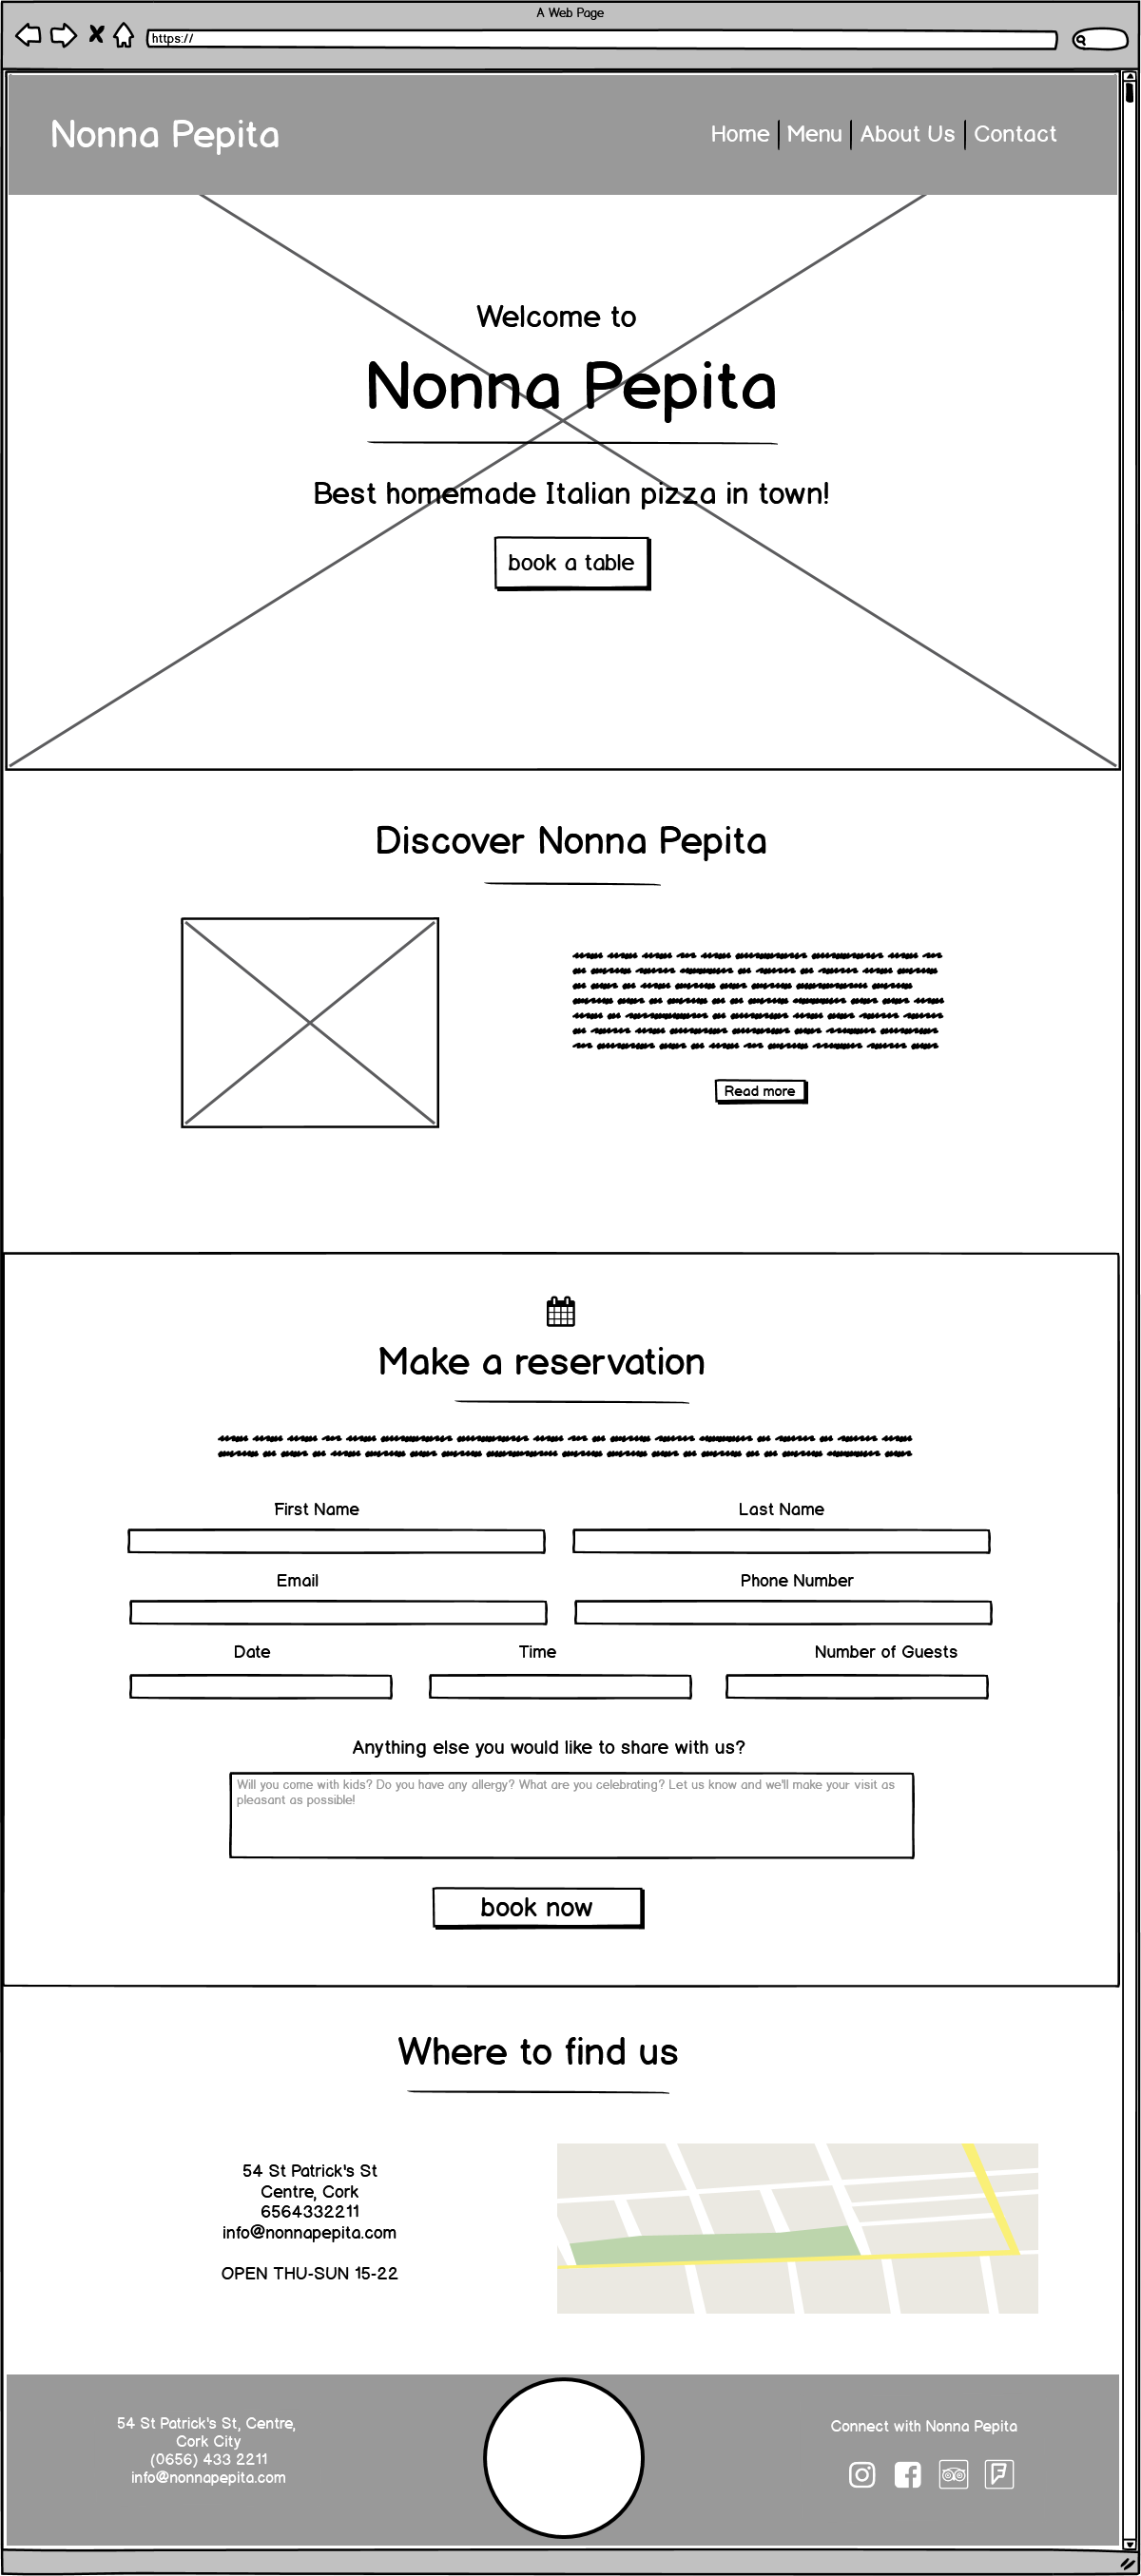 A Web Page
https://
Nonna Pepita
Home | Menu | About Us | Contact
Welcome to
Nonna Pepita
Best homemade Italian pizza in town!
book a table
Discover Nonna Pepita
Read more
Make a reservation
First Name
Last Name
Email
Phone Number
Date
Time
Number of Guests
Anything else you would like to share with us?
Will you come with kids? Do you have any allergy? What are you celebrating? Let us know and we'll make your visit as
pleasant as possible!
book now
Where to find us
54 St Patrick's St
Centre, Cork
6564332211
info@nonnapepita.com
OPEN THU-SUN 15-22
54 St Patrick's St, Centre,
Cork City
(0656) 433 2211
info@nonnapepita.com
Connect with Nonna Pepita